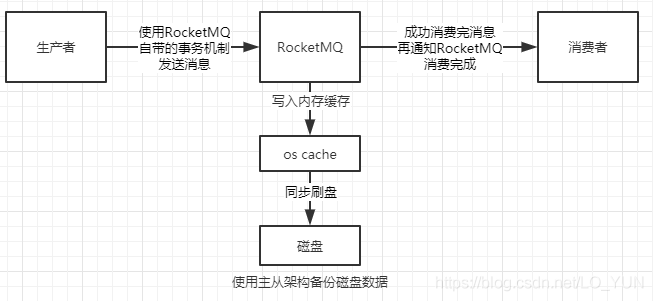 生产者
使用RocketMQ
自带的事务机制
发送消息
RocketMQ
成功消费完消息
再通知RocketMQ
消费完成
消费者
写入内存缓存
os cache
同步刷盘
磁盘
使用主从架构备份磁盘数据
https://blog.csdn.net/LO_YUN